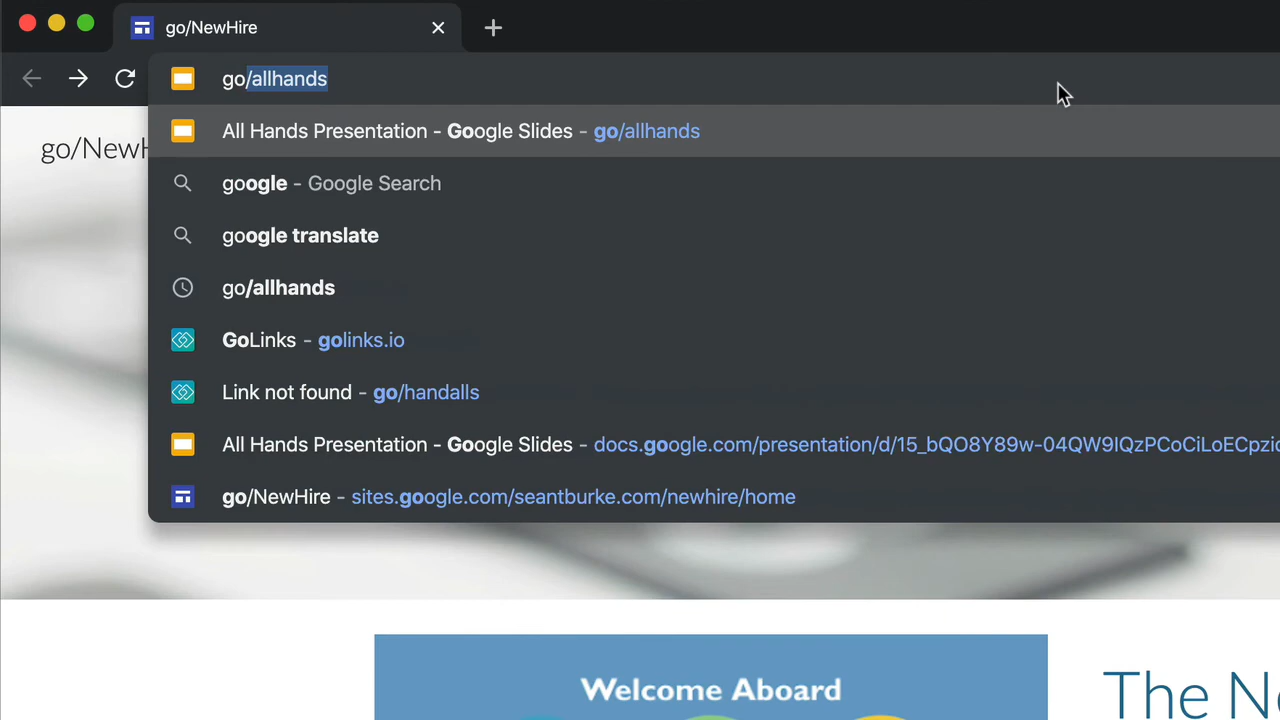 go/NewHire
go/allhands
go/NewH
All Hands Presentation - Google Slides - go/allhands
google - Google Search
google translate
go/allhands
GoLinks - golinks.io
Link not found - go/handalls
All Hands Presentation - Google Slides - docs.google.com/presentation/d/15_bQO8Y89w-04QW9IQzPCoCiLoECpzic
go/NewHire - sites.google.com/seantburke.com/newhire/home
Welcome Aboard
The Ne